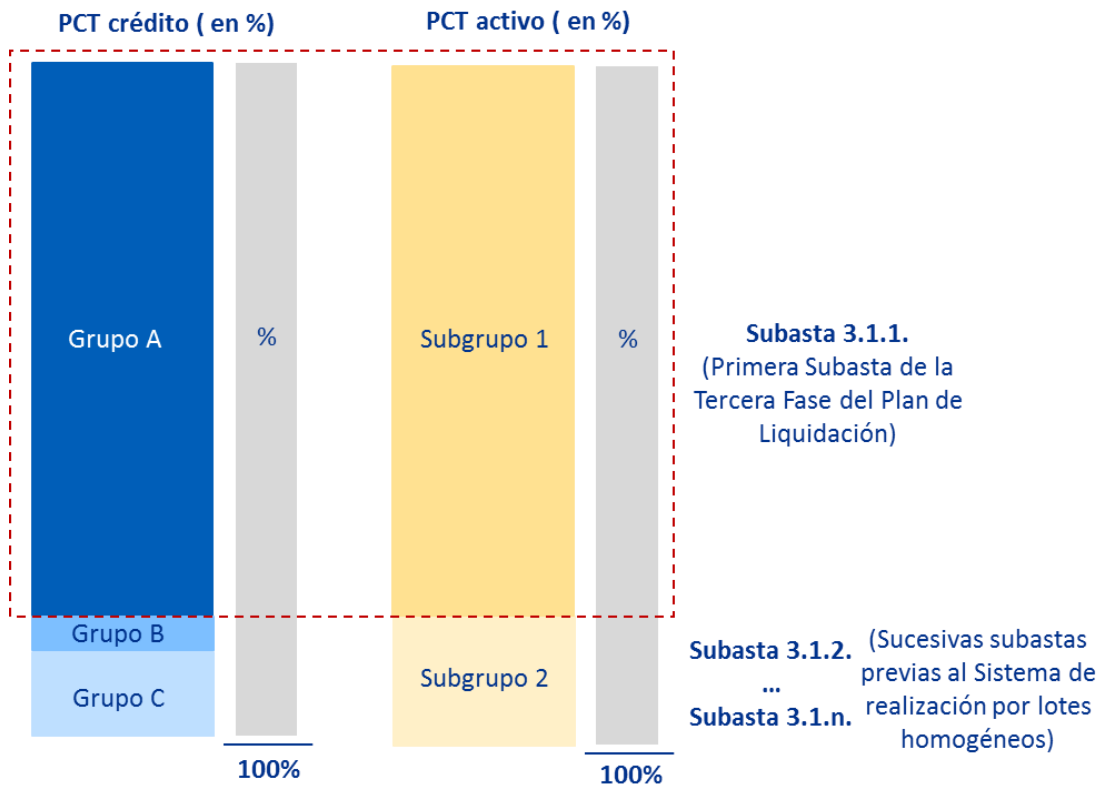 PCT crédito ( en %)
PCT activo ( en %)
Grupo A
%
Subgrupo 1
%
Subasta 3.1.1.
(Primera Subasta de la
Tercera Fase del Plan de
Liquidación)
Grupo B
Grupo C
Subgrupo 2
Subasta 3.1.2.
...
Subasta 3.1.n.
(Sucesivas subastas
previas al Sistema de
realización por lotes
homogéneos)
100%
100%